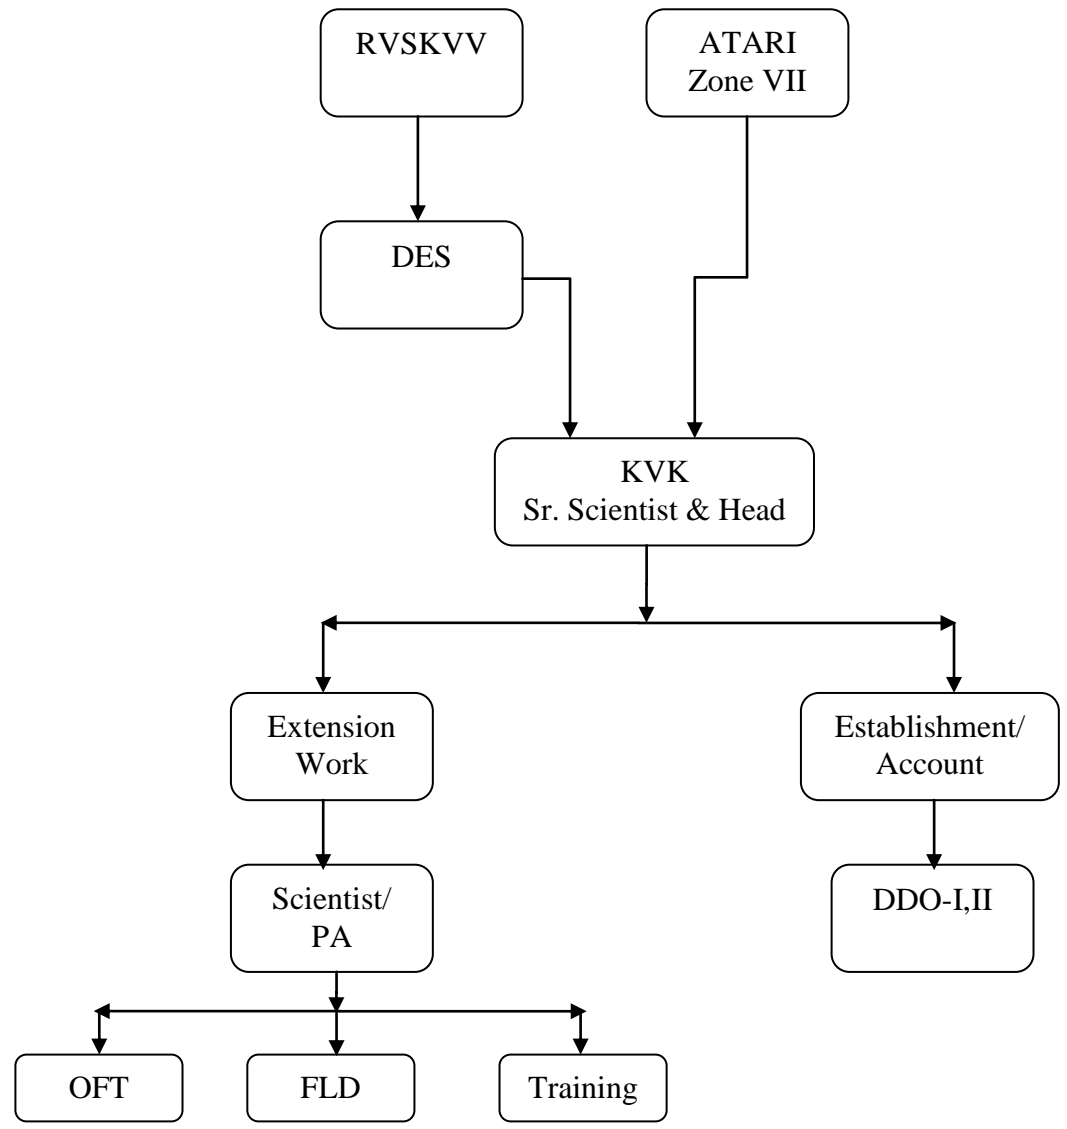 RVSKVV
ATARI
Zone VII
DES
KVK
Sr. Scientist & Head
Extension
Work
Establishment/
Account
Scientist/
PA
DDO-I,II
OFT
FLD
Training